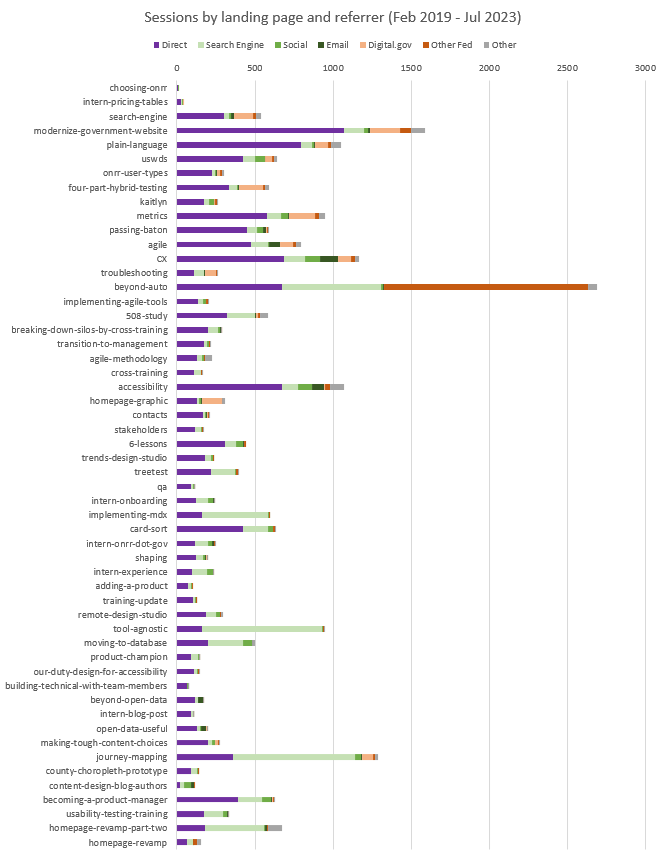 Sessions by landing page and referrer (Feb 2019 - Jul 2023)
Direct Search Engine Social Email Digital.gov Other Fed Other
0 500 1000 1500 2000 2500 3000
choosing-onrr
intern-pricing-tables
search-engine
modernize-government-website
plain-language
uswds
onrr-user-types
four-part-hybrid-testing
kaitlyn
metrics
passing-baton
agile
CX
troubleshooting
beyond-auto
implementing-agile-tools
508-study
breaking-down-silos-by-cross-training
transition-to-management
agile-methodology
cross-training
accessibility
homepage-graphic
contacts
stakeholders
6-lessons
trends-design-studio
treetest
qa
intern-onboarding
implementing-mdx
card-sort
intern-onrr-dot-gov
shaping
intern-experience
adding-a-product
training-update
remote-design-studio
tool-agnostic
moving-to-database
product-champion
our-duty-design-for-accessibility
building-technical-with-team-members
beyond-open-data
intern-blog-post
open-data-useful
making-tough-content-choices
journey-mapping
county-choropleth-prototype
content-design-blog-authors
becoming-a-product-manager
usability-testing-training
homepage-revamp-part-two
homepage-revamp